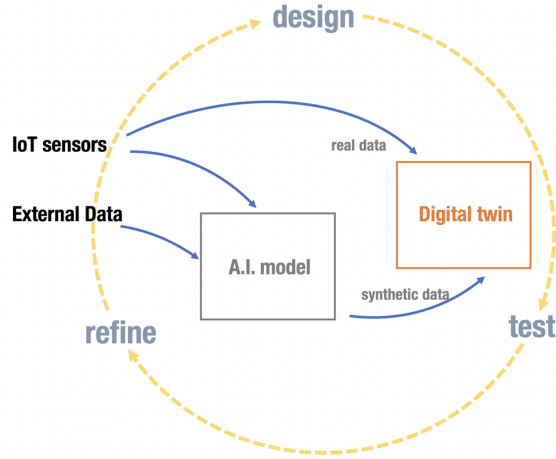 design
IoT sensors
real data
External Data
Digital twin
A.I. model
synthetic data
refine
test